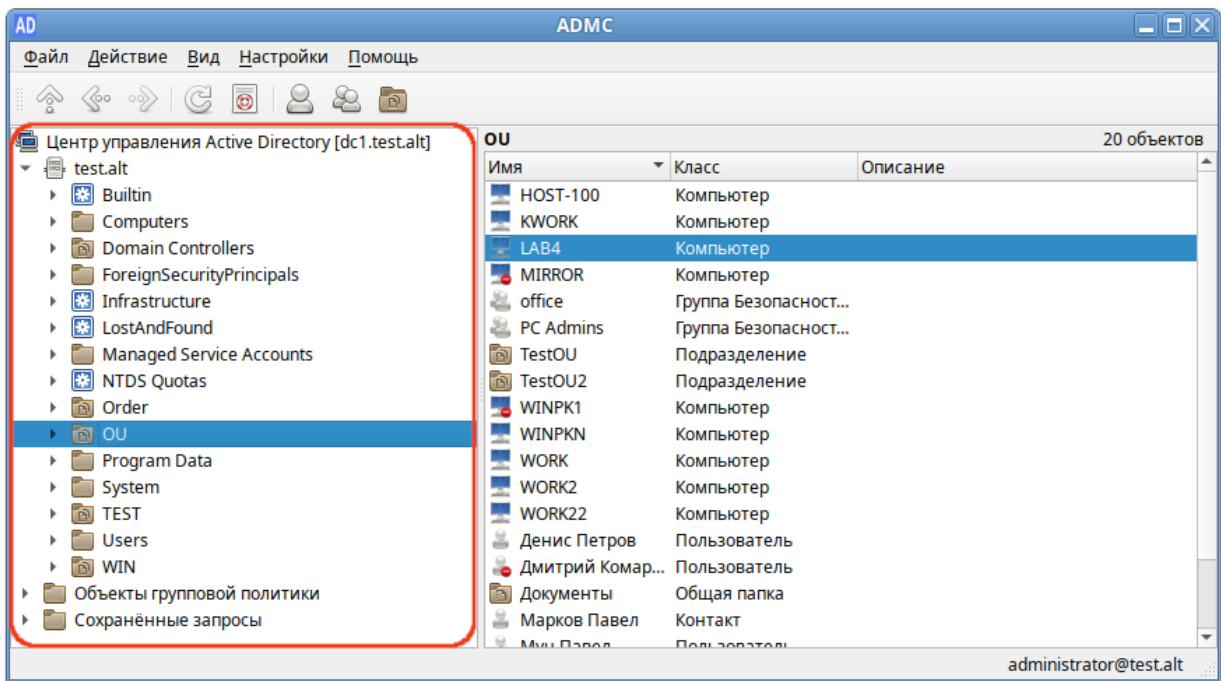 AD ADMC
Файл Действие Вид Настройки Помощь
Центр управления Active Directory [dc1.test.alt]
test.alt
Builtin
Computers
Domain Controllers
ForeignSecurityPrincipals
Infrastructure
LostAndFound
Managed Service Accounts
NTDS Quotas
Order
OU
Program Data
System
TEST
Users
WIN
Объекты групповой политики
Сохранённые запросы
OU 20 объектов
Имя Класс Описание
HOST-100 Компьютер
KWORK Компьютер
LAB4 Компьютер
MIRROR Компьютер
office Группа Безопасност...
PC Admins Группа Безопасност...
TestOU Подразделение
TestOU2 Подразделение
WINPK1 Компьютер
WINPKN Компьютер
WORK Компьютер
WORK2 Компьютер
WORK22 Компьютер
Денис Петров Пользователь
Дмитрий Комар... Пользователь
Документы Общая папка
Марков Павел Контакт
Павел Пользователь
administrator@test.alt